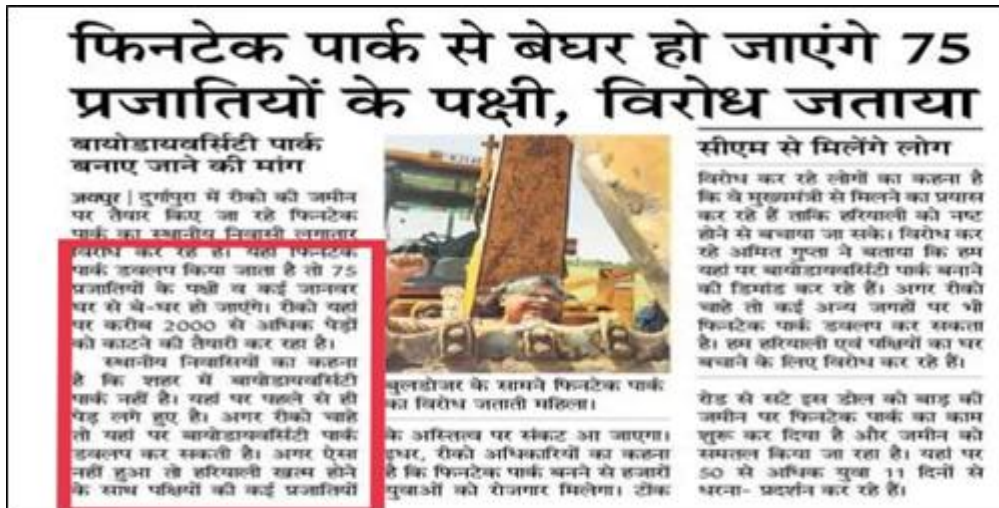 फिनटेक पार्क से बेघर हो जाएंगे 75
प्रजातियों के पक्षी, विरोध जताया
बायोडायवर्सिटी पार्क
बनाए जाने की मांग
जयपुर | दुर्गापुरा में रीको की जमीन
पर तैयार किए जा रहे फिनटेक
पार्क का स्थानीय निवासी लगातार
विरोध कर रहे हैं। यहां फिनटेक
पार्क डवलप किया जाता है तो 75
प्रजातियों के पक्षी व कई जानवर
घर से बे-घर हो जाएंगे। रीको यहां
पर करीब 2000 से अधिक पेड़ों
को काटने की तैयारी कर रहा है।
स्थानीय निवासियों का कहना
है कि शहर में बायोडायवर्सिटी
पार्क नहीं है। यहां पर पहले से ही
पेड़ लगे हुए है। अगर रीको चाहे
तो यहां पर बायोडायवर्सिटी पार्क
डवलप कर सकती है। अगर ऐसा
नहीं हुआ तो हरियाली खत्म होने
के साथ पक्षियों की कई प्रजातियों
बुलडोजर के सामने फिनटेक पार्क
का विरोध जताती महिला।
के अस्तित्व पर संकट आ जाएगा।
इधर, रीको अधिकारियों का कहना
है कि फिनटेक पार्क बनने से हजारों
युवाओं को रोजगार मिलेगा। टोंक
सीएम से मिलेंगे लोग
विरोध कर रहे लोगों का कहना है
कि वे मुख्यमंत्री से मिलने का प्रयास
कर रहे हैं ताकि हरियाली को नष्ट
होने से बचाया जा सके। विरोध कर
रहे अमित गुप्ता ने बताया कि हम
यहां पर बायोडायवर्सिटी पार्क बनाने
की डिमांड कर रहे हैं। अगर रीको
चाहे तो कई अन्य जगहों पर भी
फिनटेक पार्क डवलप कर सकता
है। हम हरियाली एवं पक्षियों का घर
बचाने के लिए विरोध कर रहे हैं।
रोड से सटे इस डोल की बाड़ की
जमीन पर फिनटेक पार्क का काम
शुरू कर दिया है और जमीन को
समतल किया जा रहा है। यहां पर
50 से अधिक युवा 11 दिनों से
धरना- प्रदर्शन कर रहे हैं।